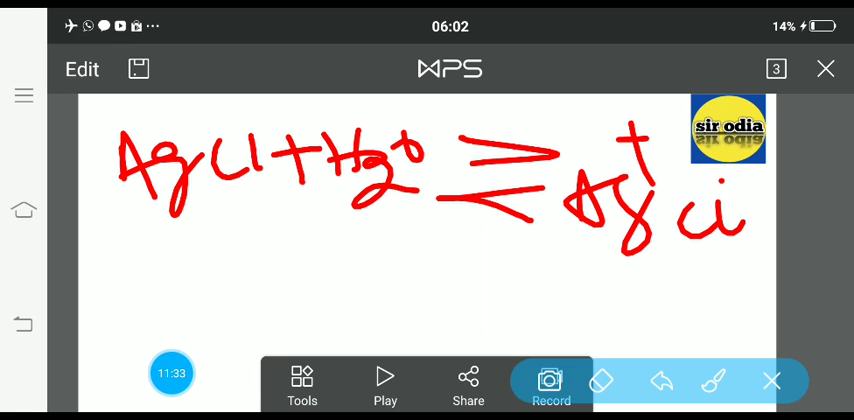 06:02
14%
Edit
WPS
3
sir odia
AgCl + H2O ⇌ Ag+ Cl
11:33
Tools
Play
Share
Record